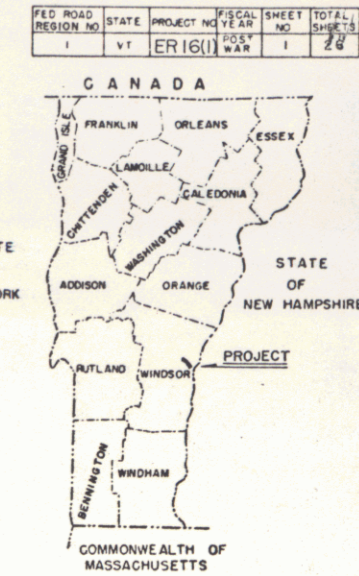 FED ROAD REGION NO STATE PROJECT NO FISCAL YEAR SHEET NO TOTAL SHEETS
1 VT ER 16(1) POST WAR 1
CANADA
GRAND ISLE FRANKLIN ORLEANS ESSEX
LAMOILLE
CHITTENDEN CALEDONIA
WASHINGTON
TE STATE
ADDISON ORANGE OF
ORK NEW HAMPSHIRE
RUTLAND WINDSOR PROJECT
BENNINGTON WINDHAM
COMMONWEALTH OF
MASSACHUSETTS